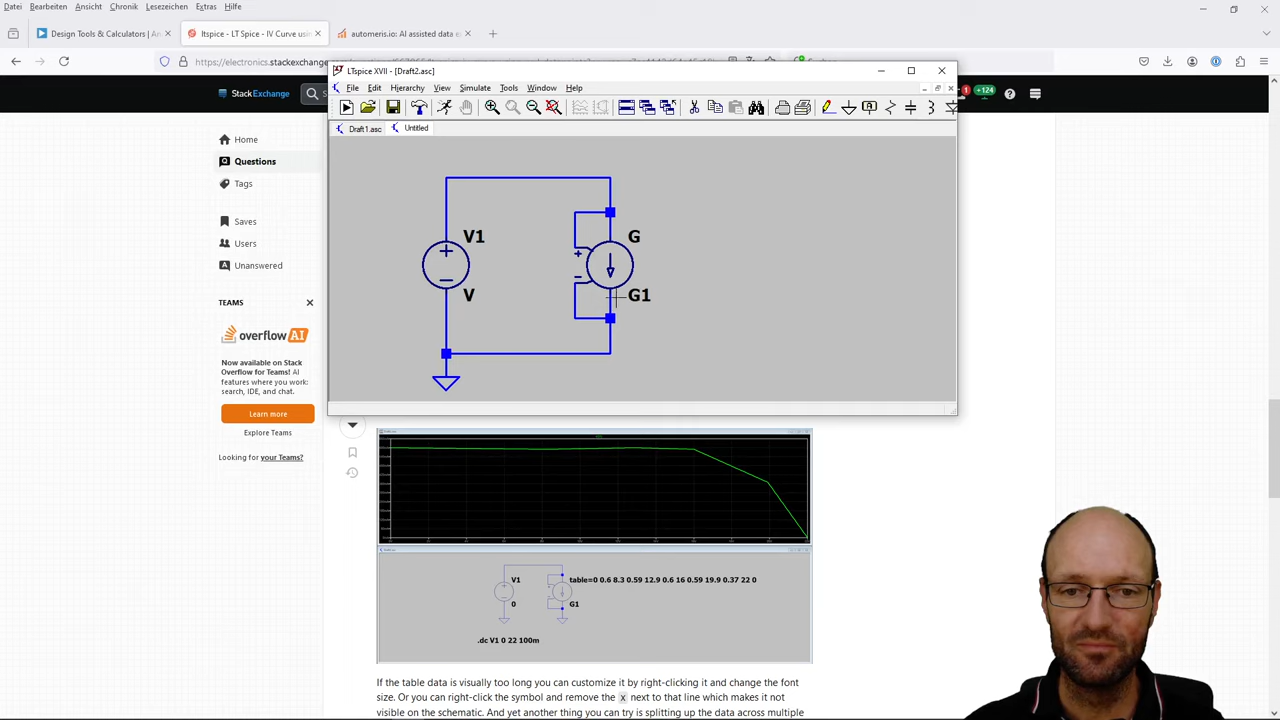 Datei Bearbeiten Ansicht Chronik Lesezeichen Extras Hilfe
Design Tools & Calculators | An
ltspice - LT Spice - IV Curve usin
automeris.io: AI assisted data e
https://electronics.stackexchange
LTspice XVII - [Draft2.asc]
File Edit Hierarchy View Simulate Tools Window Help
Draft1.asc Untitled
StackExchange
1
+124
Home
Questions
Tags
Saves
Users
Unanswered
TEAMS
overflowAI
Now available on Stack
Overflow for Teams! AI
features where you work:
search, IDE, and chat.
Learn more
Explore Teams
Looking for your Teams?
V1
V
G
G1
V1
0
table=0 0.6 8.3 0.59 12.9 0.6 16 0.59 19.9 0.37 22 0
G1
.dc V1 0 22 100m
If the table data is visually too long you can customize it by right-clicking it and change the font
size. Or you can right-click the symbol and remove the x next to that line which makes it not
visible on the schematic. And yet another thing you can try is splitting up the data across multiple